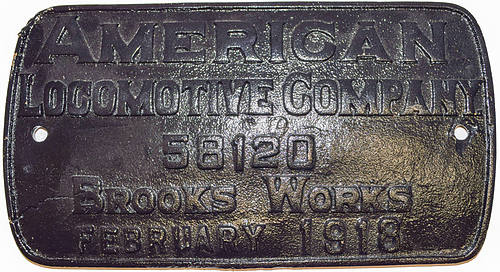 AMERICAN
LOCOMOTIVE COMPANY
58120
BROOKS WORKS
FEBRUARY 1918